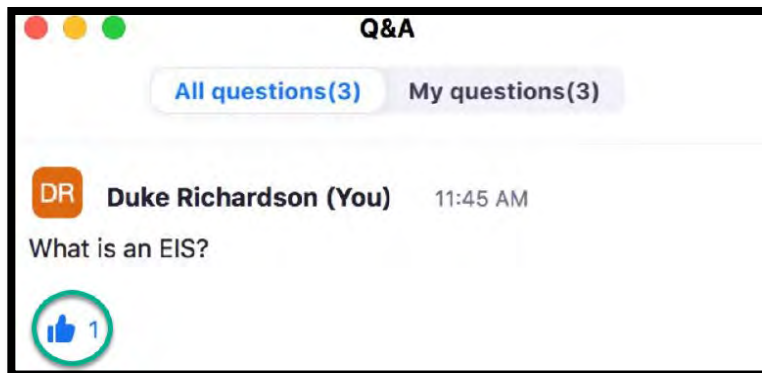 Q&A
All questions(3) My questions(3)
DR Duke Richardson (You) 11:45 AM
What is an EIS?
1